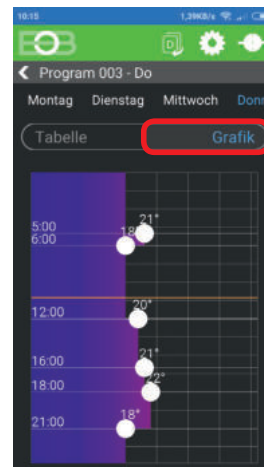 10:15 1,39KB/s
EOB D
Program 003 - Do
Montag Dienstag Mittwoch Donn
Tabelle Grafik
21°
5:00
18°
6:00
20°
12:00
21°
16:00
22°
18:00
18°
21:00